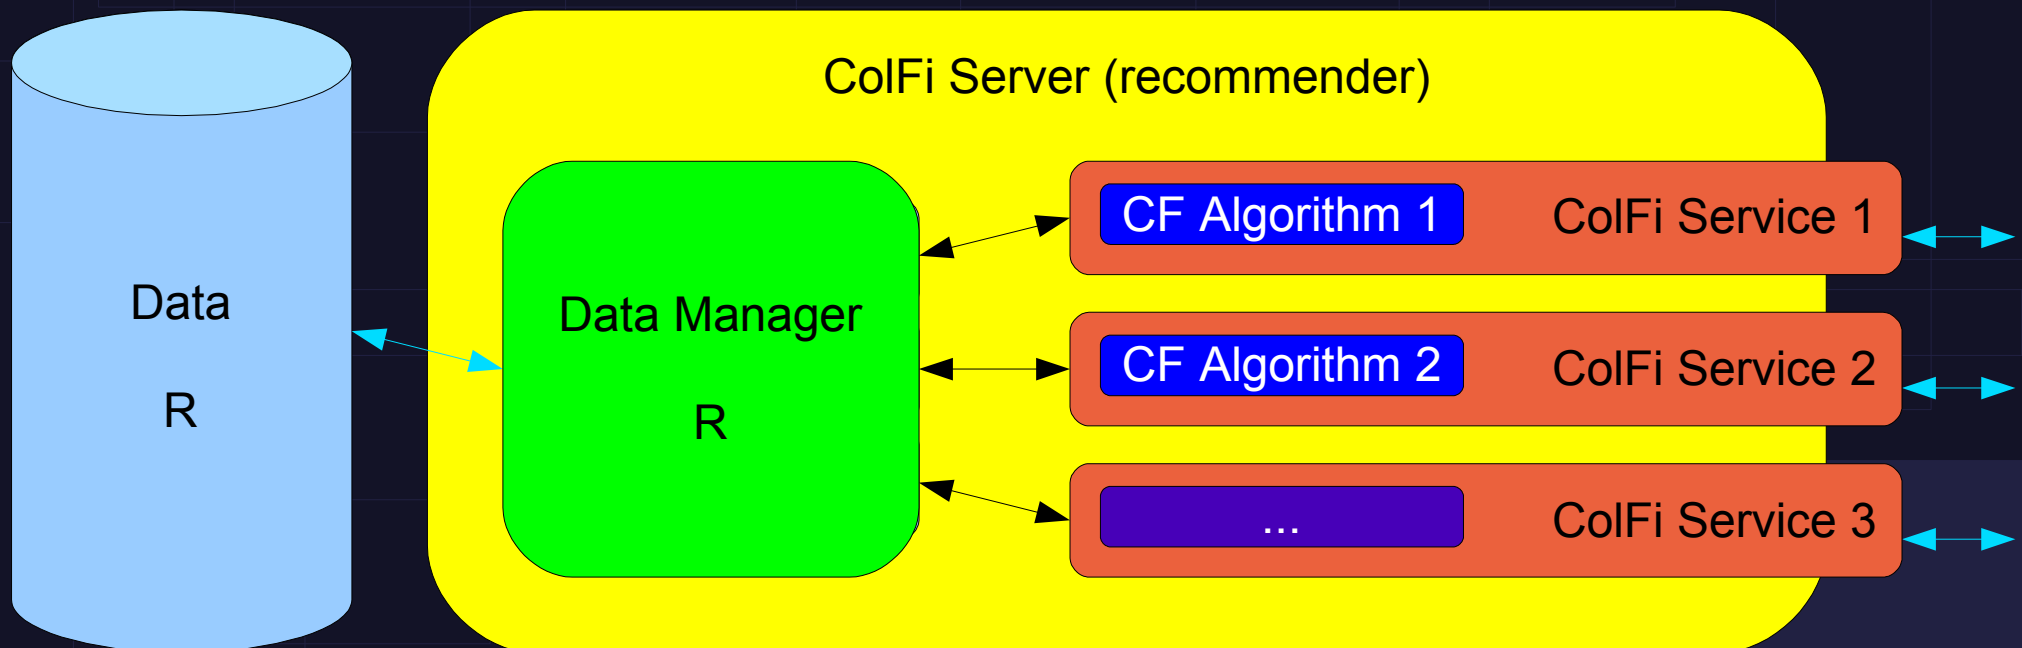 ColFi Server (recommender)
Data
R
Data Manager
R
CF Algorithm 1
ColFi Service 1
CF Algorithm 2
ColFi Service 2
...
ColFi Service 3